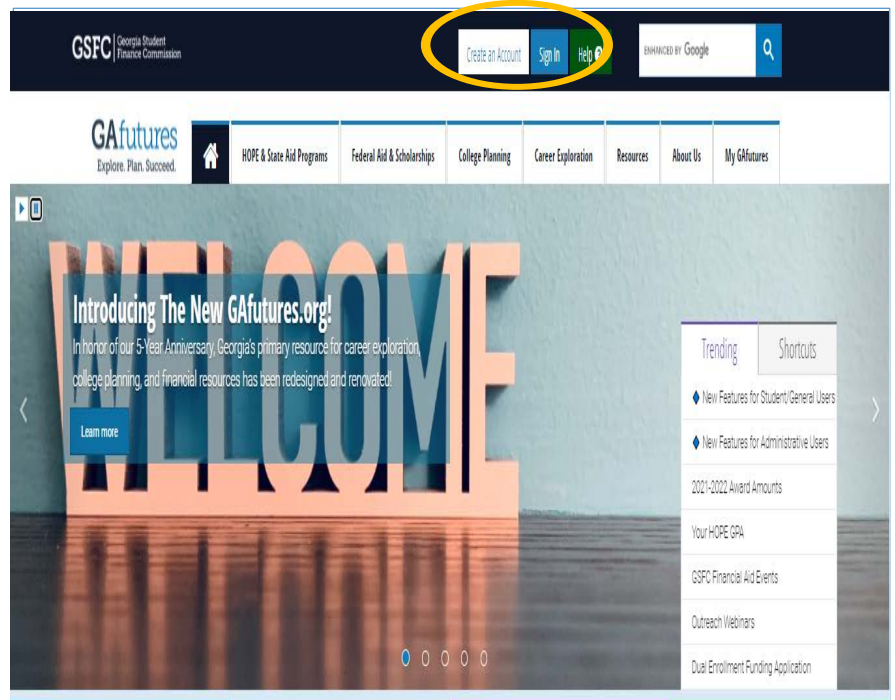 GSFC Georgia Student
Finance Commission
Create an Account
Sign In
Help ?
ENHANCED BY Google
GAfutures
Explore. Plan. Succeed.
HOPE & State Aid Programs
Federal Aid & Scholarships
College Planning
Career Exploration
Resources
About Us
My GAfutures
WELCOME
Introducing The New GAfutures.org!
In honor of our 5-Year Anniversary, Georgia's primary resource for career exploration,
college planning, and financial resources has been redesigned and renovated!
Learn more
Trending
Shortcuts
New Features for Student/General Users
New Features for Administrative Users
2021-2022 Award Amounts
Your HOPE GPA
GSFC Financial Aid Events
Outreach Webinars
Dual Enrollment Funding Application